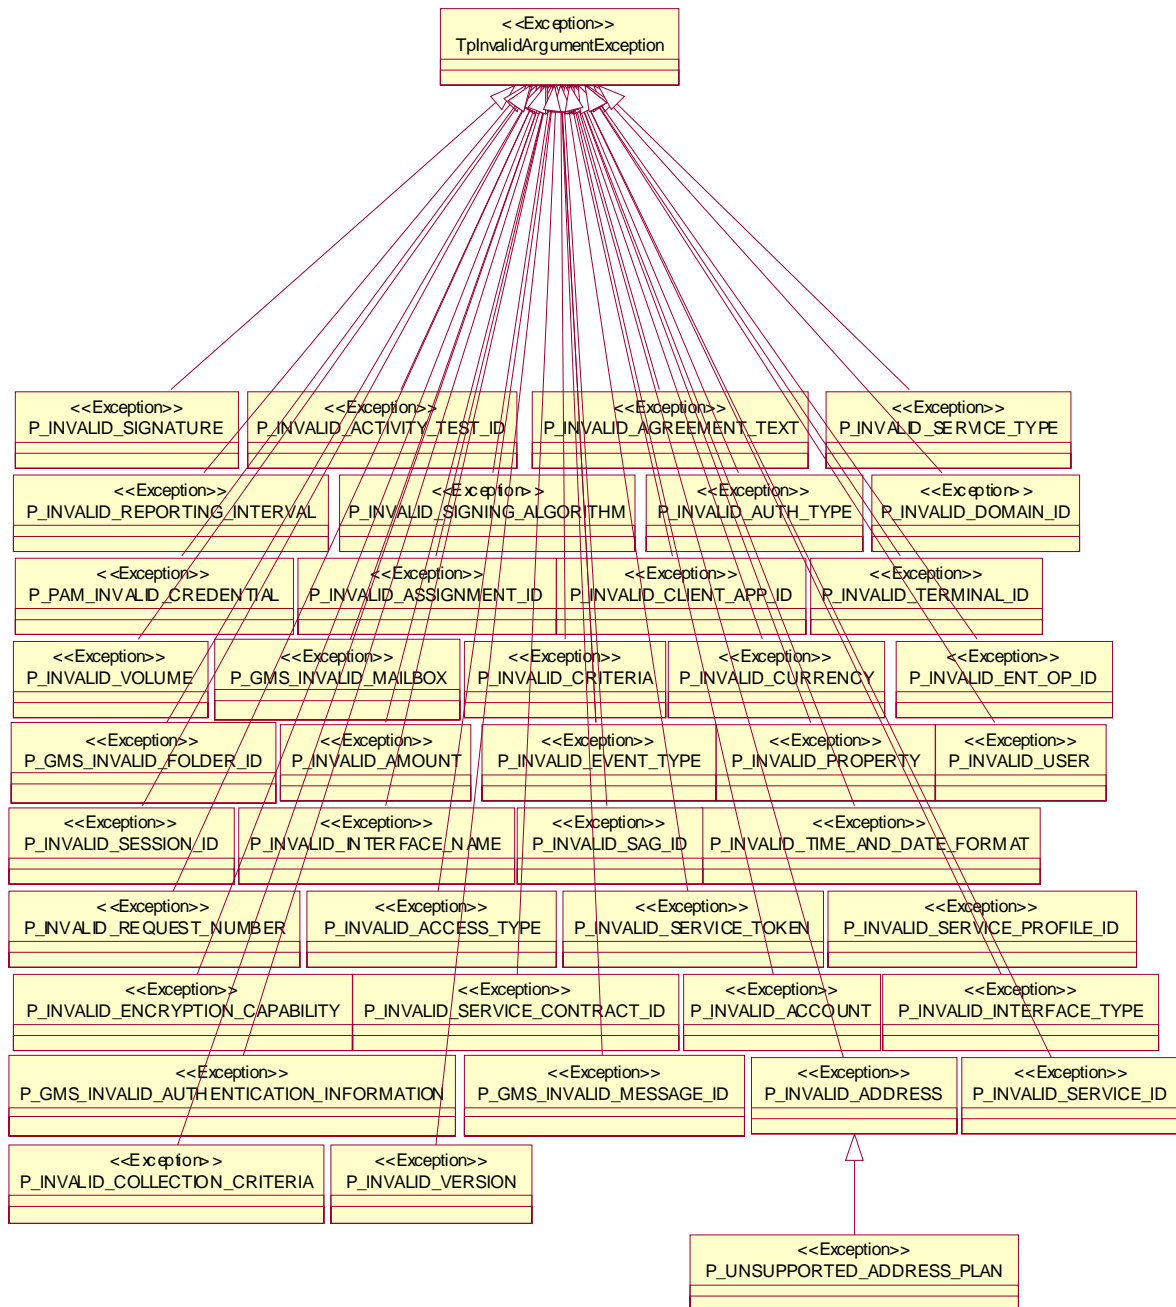 <<Exception>>
TpInvalidArgumentException
<<Exception>>
P_INVALID_SIGNATURE
<<Exception>>
P_INVALID_ACTIVITY_TEST_ID
<<Exception>>
P_INVALID_AGREEMENT_TEXT
<<Exception>>
P_INVALID_SERVICE_TYPE
<<Exception>>
P_INVALID_REPORTING_INTERVAL
<<Exception>>
P_INVALID_SIGNING_ALGORITHM
<<Exception>>
P_INVALID_AUTH_TYPE
<<Exception>>
P_INVALID_DOMAIN_ID
<<Exception>>
P_PAM_INVALID_CREDENTIAL
<<Exception>>
P_INVALID_ASSIGNMENT_ID
<<Exception>>
P_INVALID_CLIENT_APP_ID
<<Exception>>
P_INVALID_TERMINAL_ID
<<Exception>>
P_INVALID_VOLUME
<<Exception>>
P_GMS_INVALID_MAILBOX
<<Exception>>
P_INVALID_CRITERIA
<<Exception>>
P_INVALID_CURRENCY
<<Exception>>
P_INVALID_ENT_OP_ID
<<Exception>>
P_GMS_INVALID_FOLDER_ID
<<Exception>>
P_INVALID_AMOUNT
<<Exception>>
P_INVALID_EVENT_TYPE
<<Exception>>
P_INVALID_PROPERTY
<<Exception>>
P_INVALID_USER
<<Exception>>
P_INVALID_SESSION_ID
<<Exception>>
P_INVALID_INTERFACE_NAME
<<Exception>>
P_INVALID_SAG_ID
<<Exception>>
P_INVALID_TIME_AND_DATE_FORMAT
<<Exception>>
P_INVALID_REQUEST_NUMBER
<<Exception>>
P_INVALID_ACCESS_TYPE
<<Exception>>
P_INVALID_SERVICE_TOKEN
<<Exception>>
P_INVALID_SERVICE_PROFILE_ID
<<Exception>>
P_INVALID_ENCRYPTION_CAPABILITY
<<Exception>>
P_INVALID_SERVICE_CONTRACT_ID
<<Exception>>
P_INVALID_ACCOUNT
<<Exception>>
P_INVALID_INTERFACE_TYPE
<<Exception>>
P_GMS_INVALID_AUTHENTICATION_INFORMATION
<<Exception>>
P_GMS_INVALID_MESSAGE_ID
<<Exception>>
P_INVALID_ADDRESS
<<Exception>>
P_INVALID_SERVICE_ID
<<Exception>>
P_INVALID_COLLECTION_CRITERIA
<<Exception>>
P_INVALID_VERSION
<<Exception>>
P_UNSUPPORTED_ADDRESS_PLAN